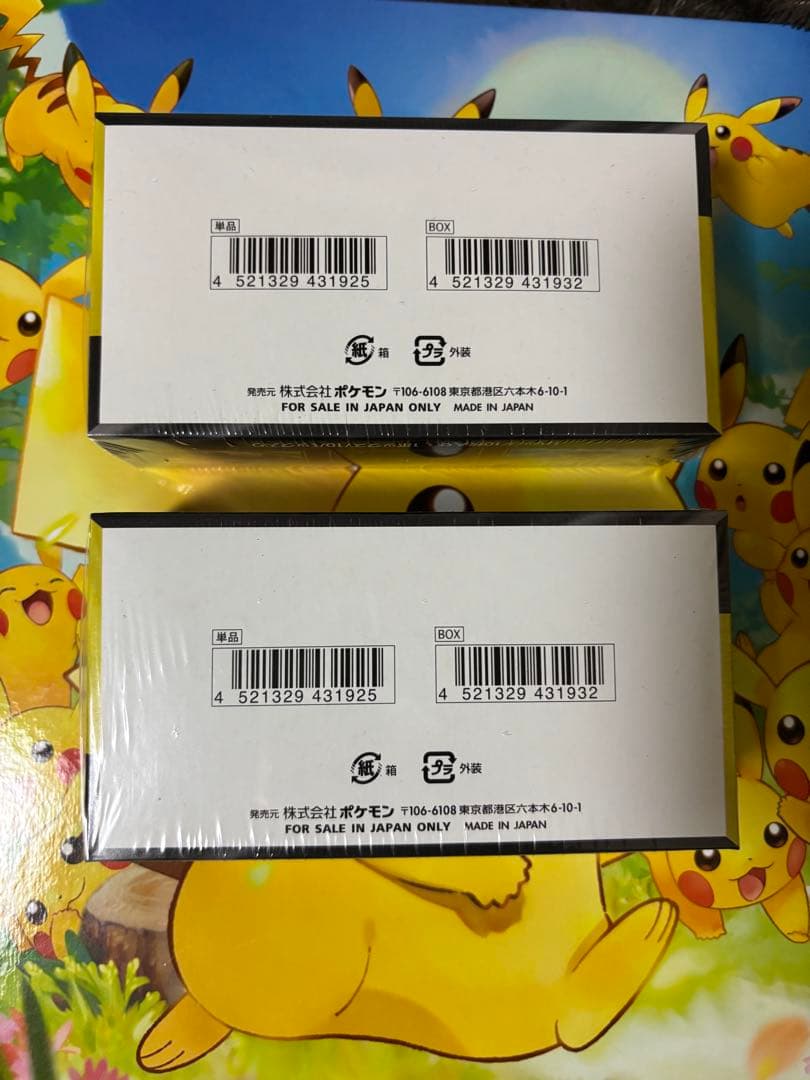 単品
BOX
4 521329 431925
4 521329 431932
紙 箱
プラ 外装
発売元 株式会社ポケモン 〒106-6108 東京都港区六本木6-10-1
FOR SALE IN JAPAN ONLY MADE IN JAPAN
単品
BOX
4 521329 431925
4 521329 431932
紙 箱
プラ 外装
発売元 株式会社ポケモン 〒106-6108 東京都港区六本木6-10-1
FOR SALE IN JAPAN ONLY MADE IN JAPAN